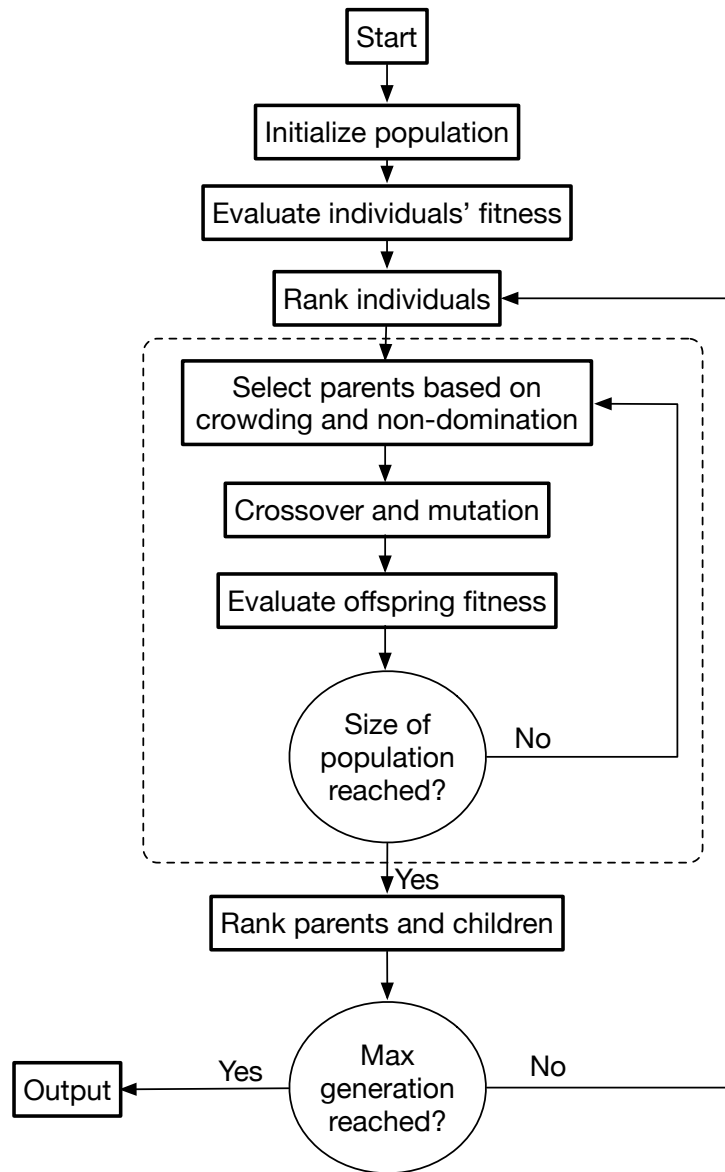 Start
Initialize population
Evaluate individuals’ fitness
Rank individuals
Select parents based on
crowding and non-domination
Crossover and mutation
Evaluate offspring fitness
Size of
population
reached?
No
Yes
Rank parents and children
Max
generation
reached?
Yes
No
Output